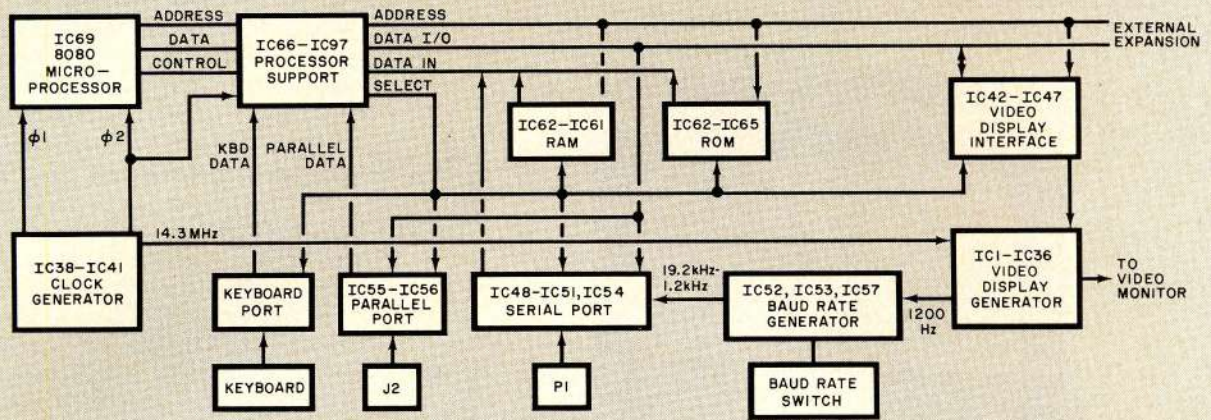 ADDRESS
DATA
CONTROL
ADDRESS
DATA I/O
DATA IN
SELECT
EXTERNAL
EXPANSION
IC69
8080
MICRO-
PROCESSOR
IC66-IC97
PROCESSOR
SUPPORT
IC62-IC61
RAM
IC62-IC65
ROM
IC42-IC47
VIDEO
DISPLAY
INTERFACE
φ1
φ2
KBD
DATA
PARALLEL
DATA
14.3MHz
IC38-IC41
CLOCK
GENERATOR
KEYBOARD
PORT
IC55-IC56
PARALLEL
PORT
IC48-IC51, IC54
SERIAL PORT
19.2kHz-
1.2kHz
IC52, IC53, IC57
BAUD RATE
GENERATOR
1200
Hz
IC1-IC36
VIDEO
DISPLAY
GENERATOR
TO
VIDEO
MONITOR
KEYBOARD
J2
P1
BAUD RATE
SWITCH